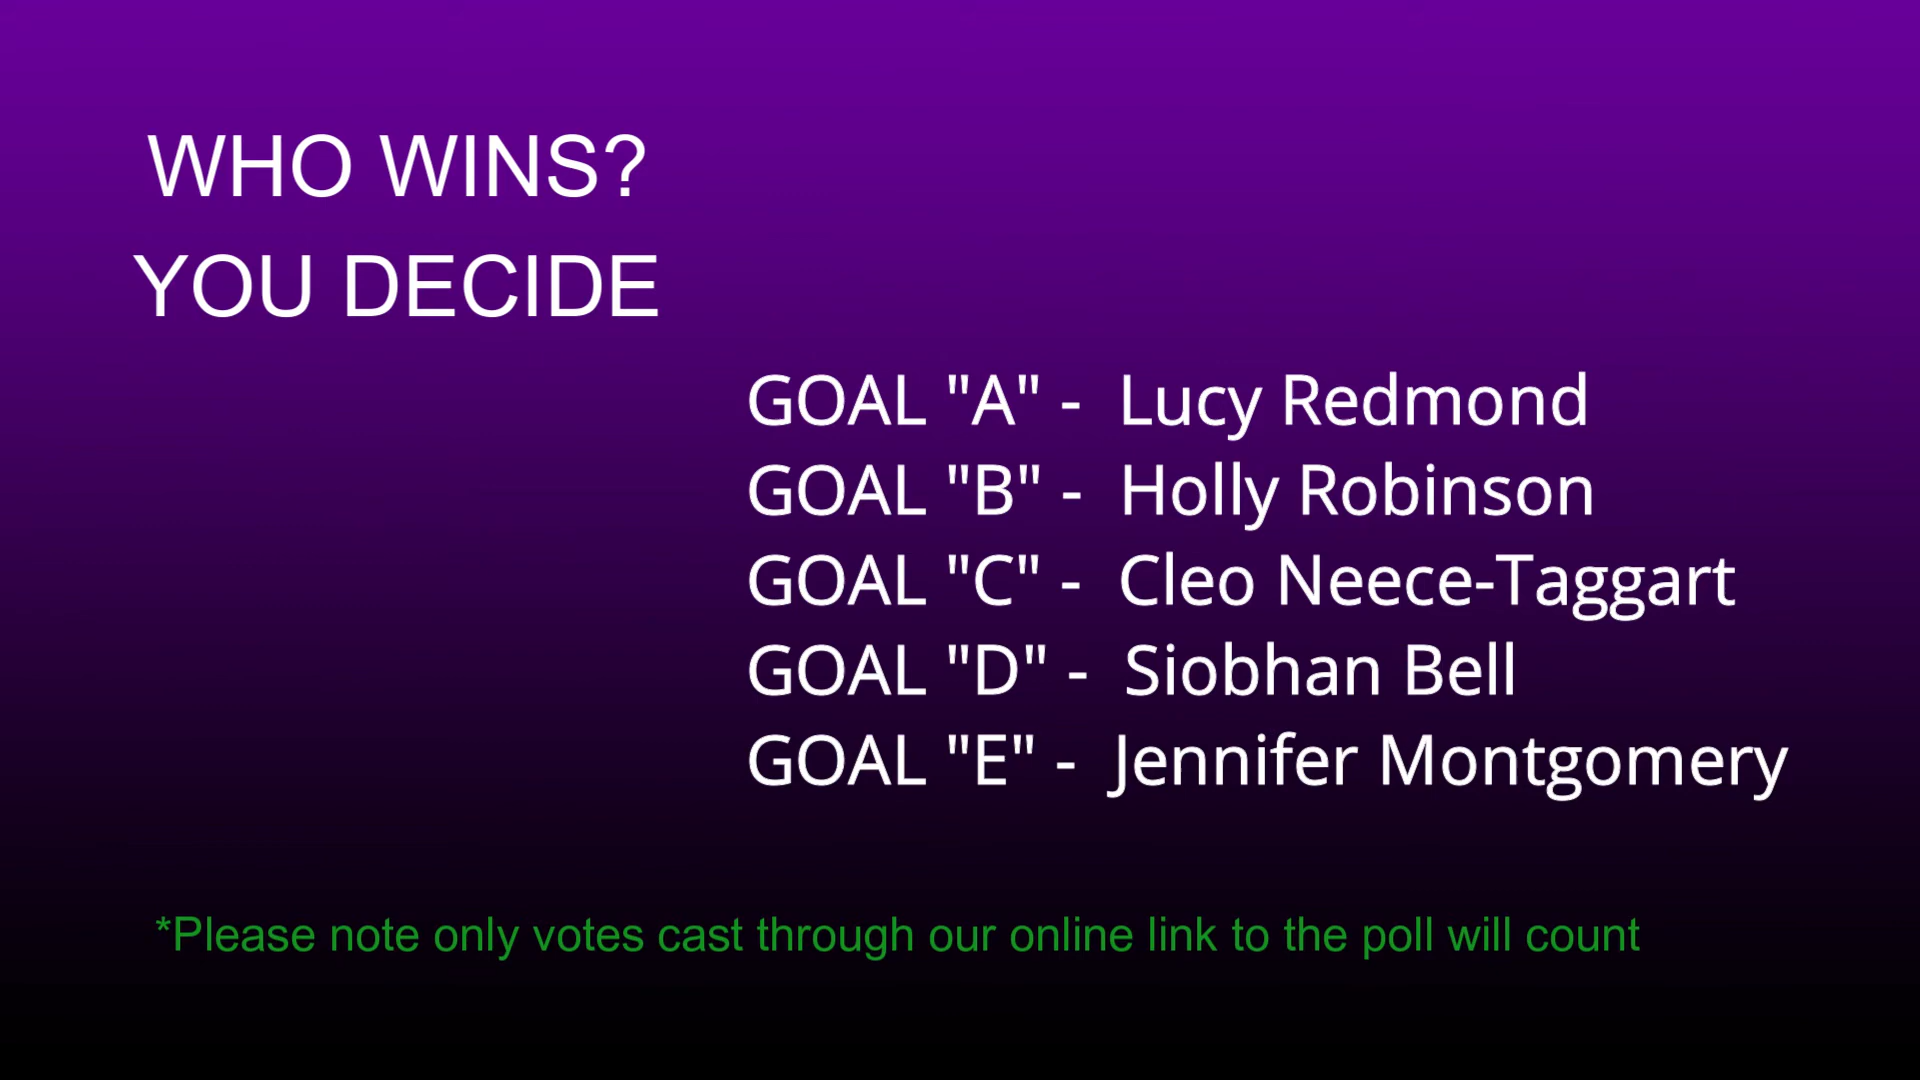 WHO WINS?
YOU DECIDE
GOAL "A" - Lucy Redmond
GOAL "B" - Holly Robinson
GOAL "C" - Cleo Neece-Taggart
GOAL "D" - Siobhan Bell
GOAL "E" - Jennifer Montgomery
*Please note only votes cast through our online link to the poll will count